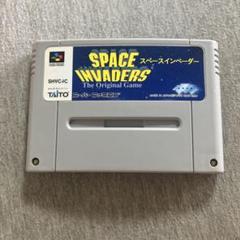 SPACE
INVADERS
スペースインベーダー
The Original Game
SHVC-IC
TAITO
スーパーファミコン